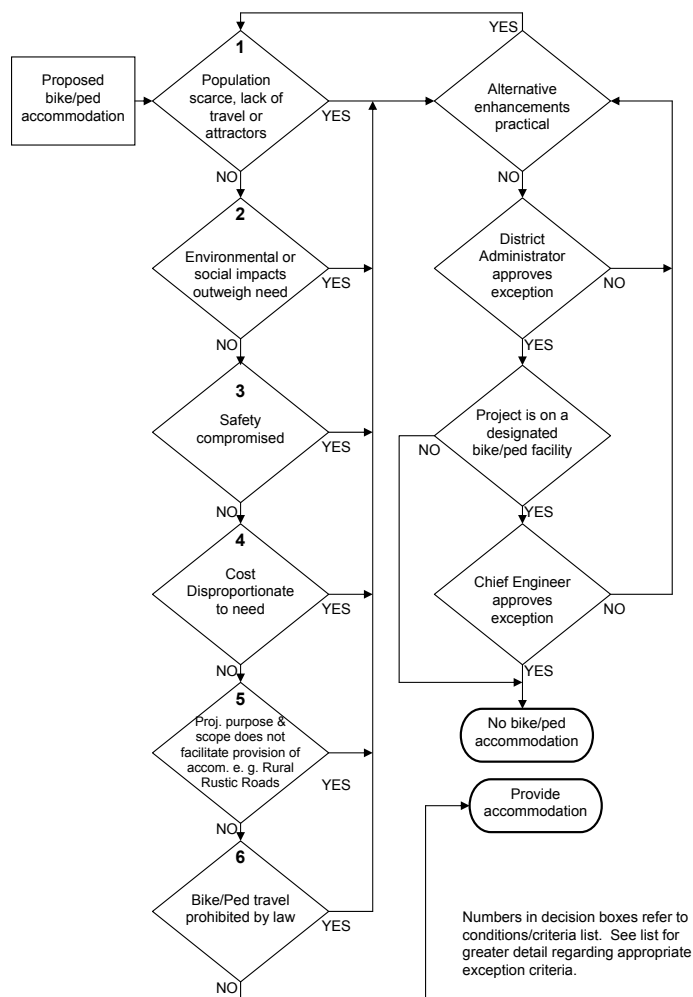 YES
1
Proposed
bike/ped
accommodation
Population
scarce, lack of
travel or
attractors
YES
NO
Alternative
enhancements
practical
NO
2
Environmental or
social impacts
outweigh need
YES
NO
District
Administrator
approves
exception
NO
YES
3
Safety
compromised
YES
NO
Project is on a
designated
bike/ped facility
NO
YES
4
Cost
Disproportionate
to need
YES
NO
Chief Engineer
approves
exception
NO
YES
5
Proj. purpose &
scope does not
facilitate provision of
accom. e. g. Rural
Rustic Roads
YES
NO
No bike/ped
accommodation
Provide
accommodation
6
Bike/Ped travel
prohibited by law
YES
NO
Numbers in decision boxes refer to
conditions/criteria list.  See list for
greater detail regarding appropriate
exception criteria.